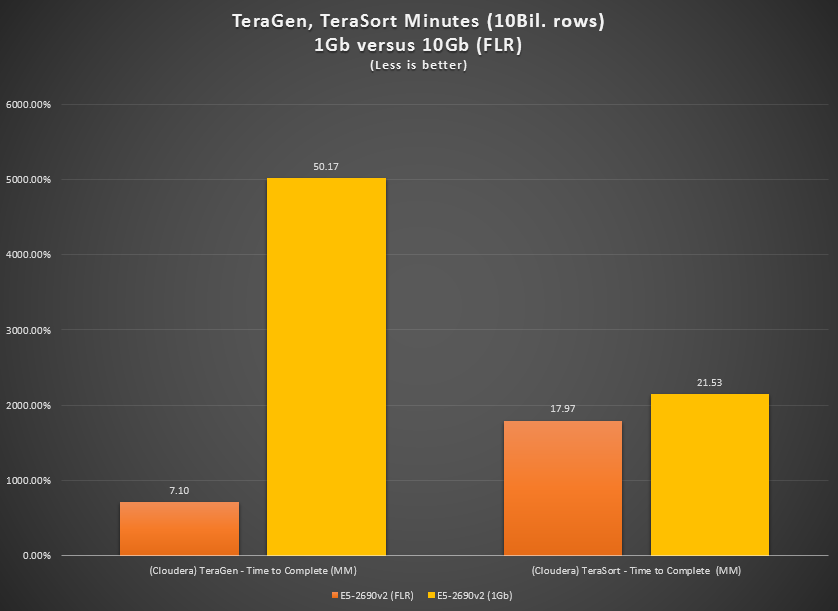 TeraGen, TeraSort Minutes (10Bil. rows)
1Gb versus 10Gb (FLR)
(Less is better)
6000.00%
5000.00%
4000.00%
3000.00%
2000.00%
1000.00%
0.00%
7.10
50.17
17.97
21.53
(Cloudera) TeraGen - Time to Complete (MM)
(Cloudera) TeraSort - Time to Complete (MM)
E5-2690v2 (FLR)
E5-2690v2 (1Gb)